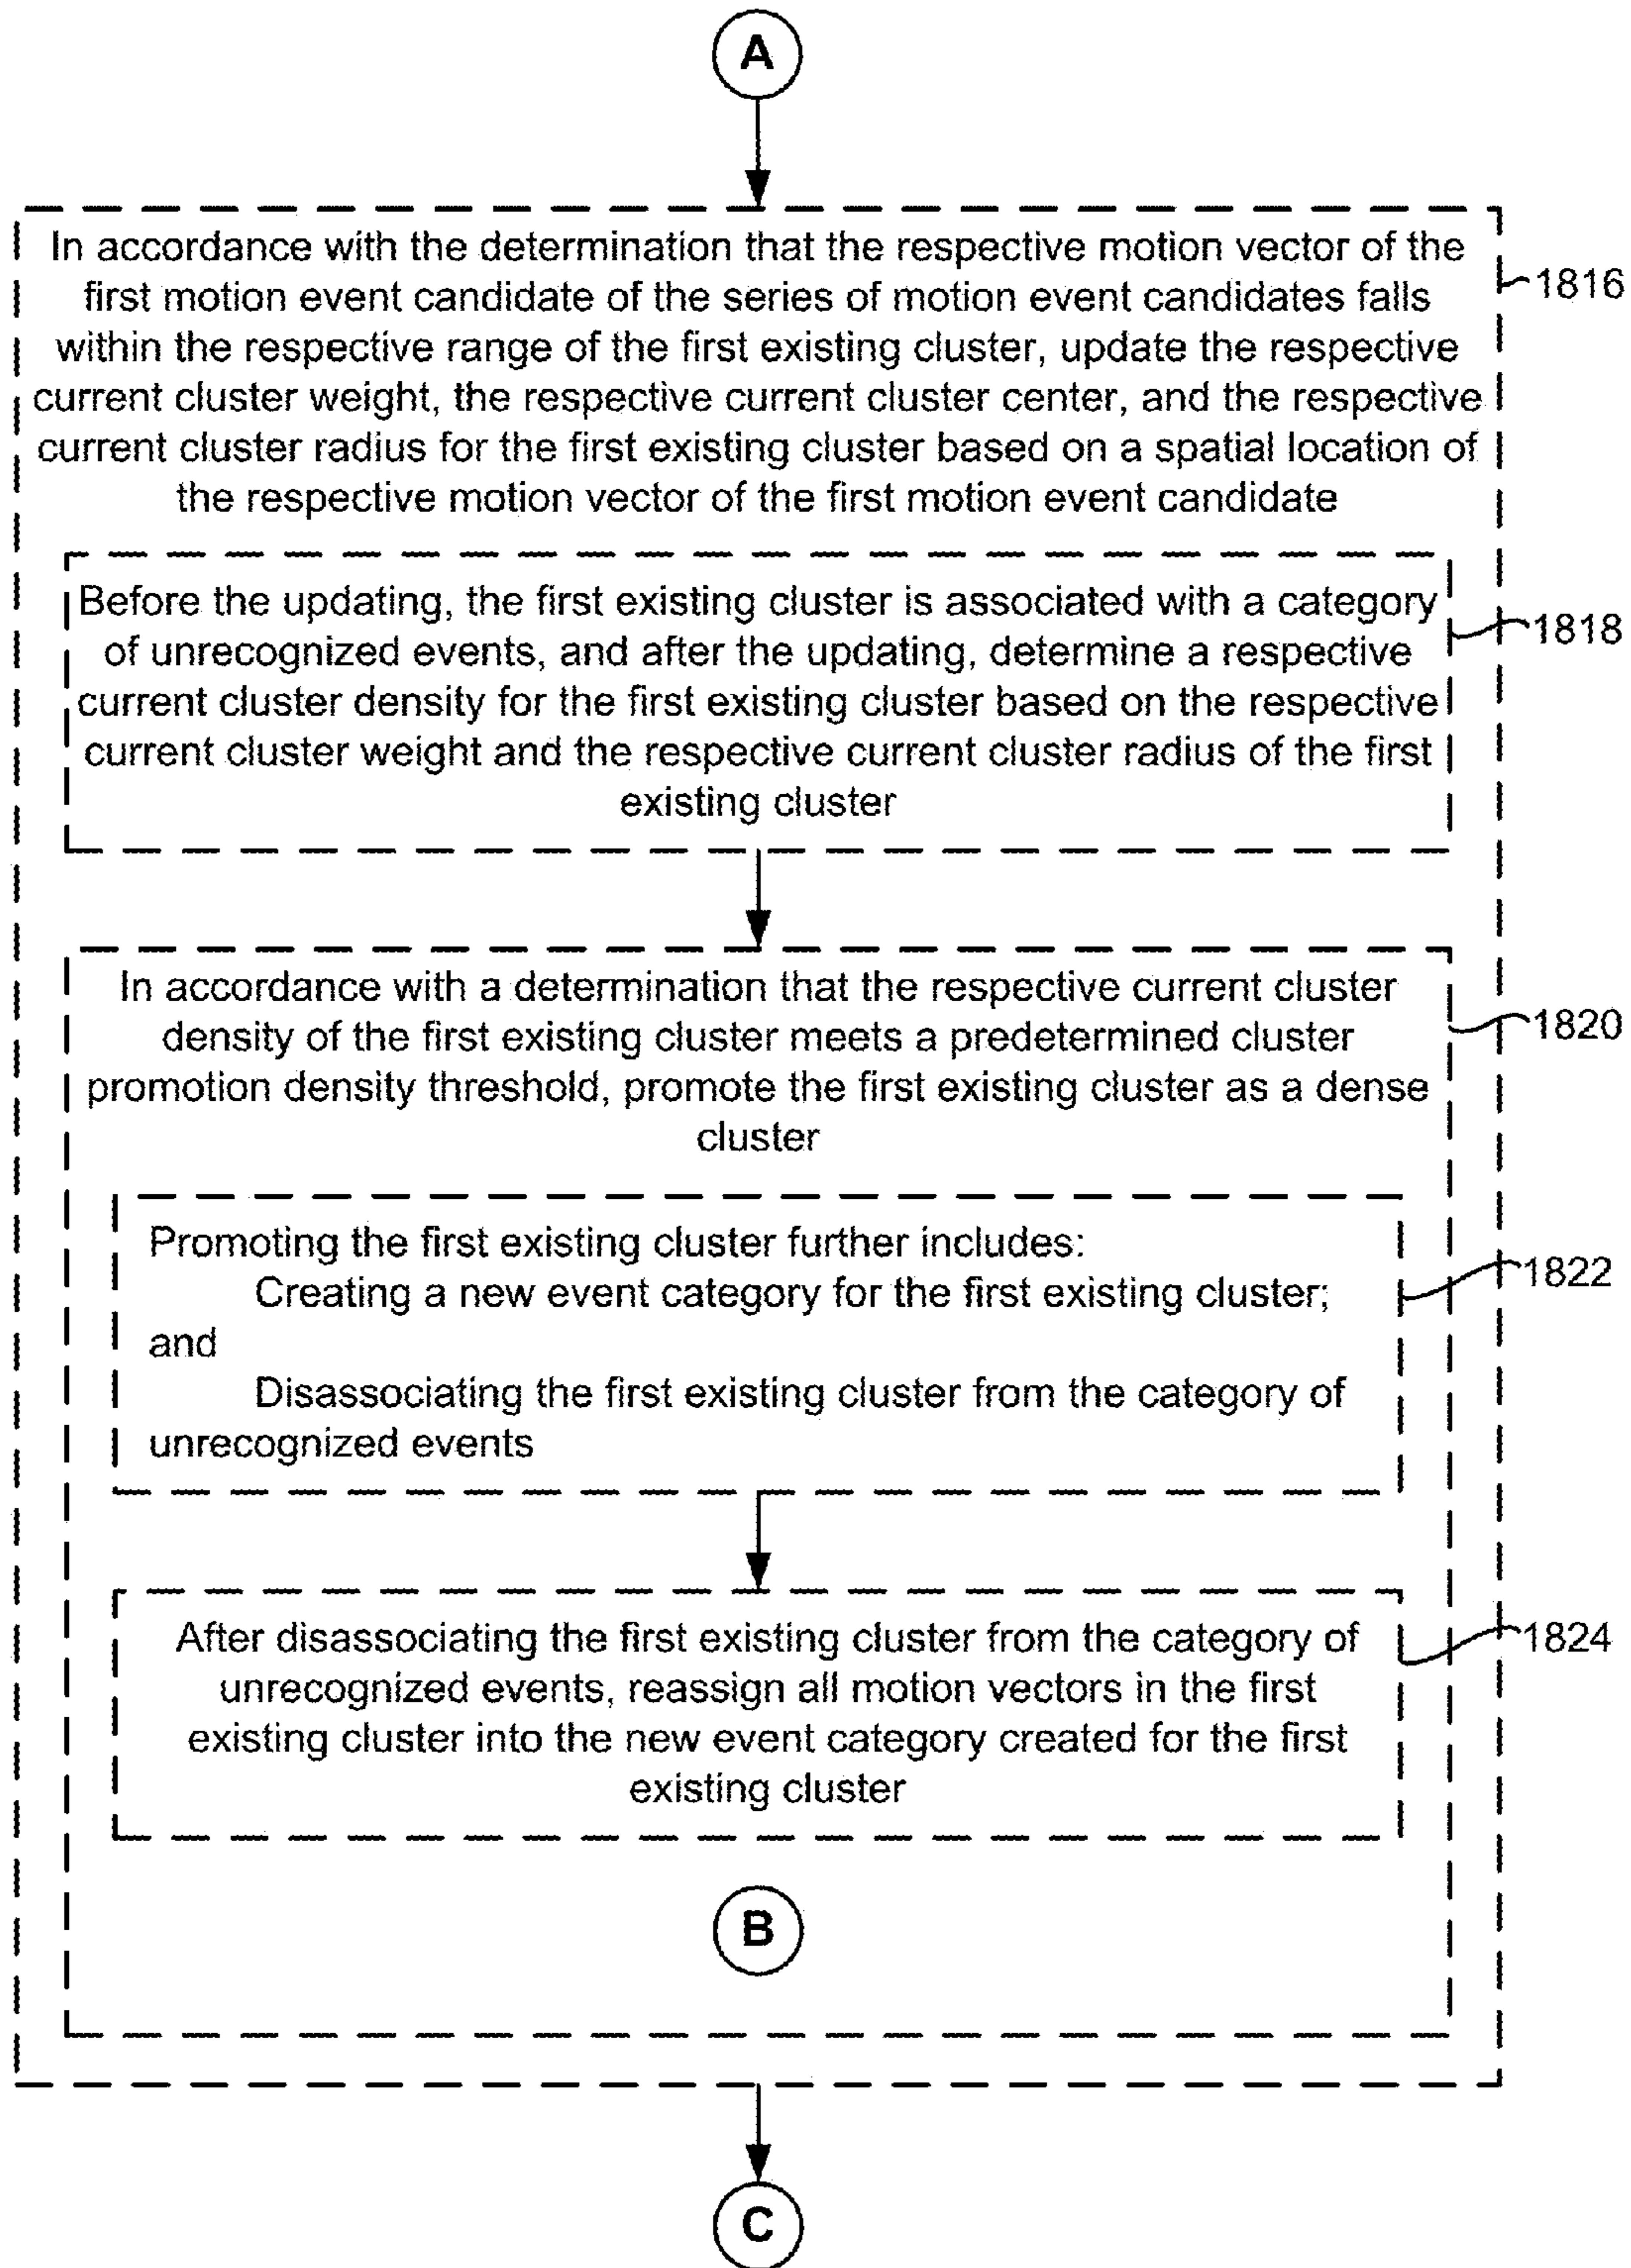 A
In accordance with the determination that the respective motion vector of the
first motion event candidate of the series of motion event candidates falls
within the respective range of the first existing cluster, update the respective
current cluster weight, the respective current cluster center, and the respective
current cluster radius for the first existing cluster based on a spatial location of
the respective motion vector of the first motion event candidate
1816
Before the updating, the first existing cluster is associated with a category
of unrecognized events, and after the updating, determine a respective
current cluster density for the first existing cluster based on the respective
current cluster weight and the respective current cluster radius of the first
existing cluster
1818
In accordance with a determination that the respective current cluster
density of the first existing cluster meets a predetermined cluster
promotion density threshold, promote the first existing cluster as a dense
cluster
1820
Promoting the first existing cluster further includes:
Creating a new event category for the first existing cluster;
and
Disassociating the first existing cluster from the category of
unrecognized events
1822
After disassociating the first existing cluster from the category of
unrecognized events, reassign all motion vectors in the first
existing cluster into the new event category created for the first
existing cluster
1824
B
C